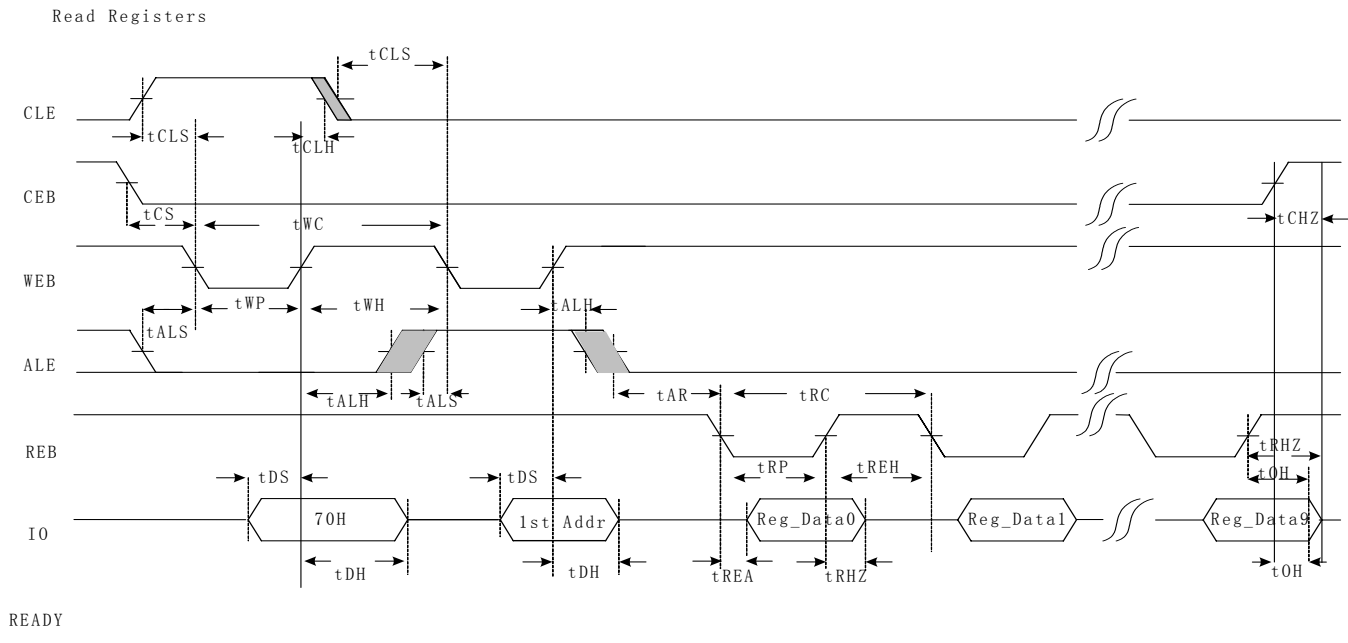 Read Registers
tCLS
CLE
tCLS
tCLH
CEB
tCS
tWC
tCHZ
WEB
tWP
tWH
tALH
tALS
ALE
tALH
tALS
tAR
tRC
REB
tRP
tREH
tRHZ
tDS
tDS
tOH
70H
1st Addr
Reg_Data0
Reg_Data1
Reg_Data9
IO
tDH
tDH
tREA
tRHZ
tOH
READY